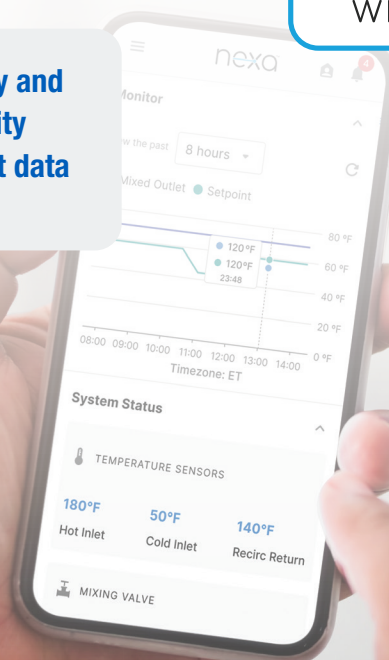 y and
ity
t data
nexa
4
Monitor
w the past 8 hours
Mixed Outlet Setpoint
80 °F
60 °F
40 °F
20 °F
0 °F
120°F
120°F
23:48
08:00 09:00 10:00 11:00 12:00 13:00 14:00
Timezone: ET
System Status
TEMPERATURE SENSORS
180°F 50°F 140°F
Hot Inlet Cold Inlet Recirc Return
MIXING VALVE